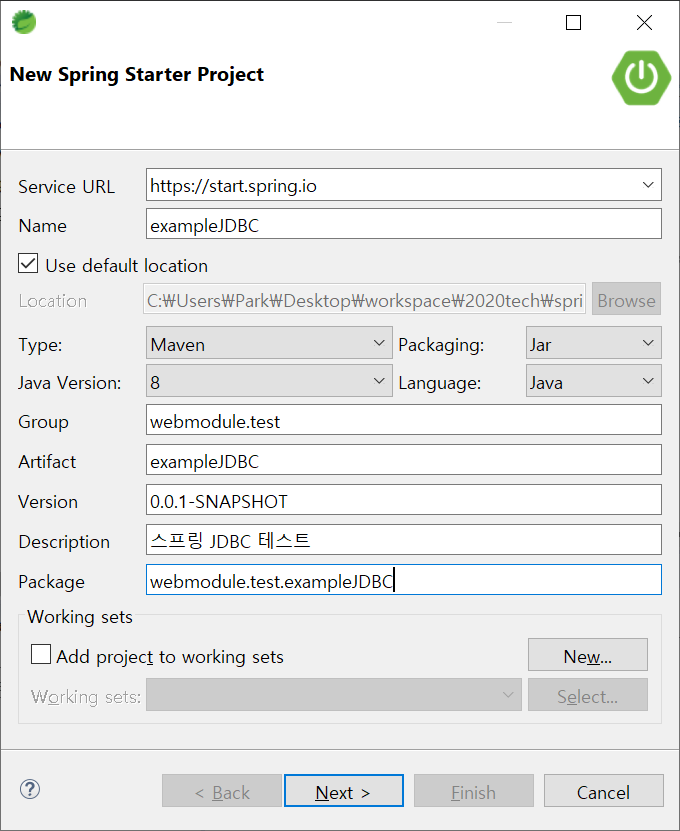 New Spring Starter Project
Service URL https://start.spring.io
Name exampleJDBC
Use default location
Location C:₩Users₩Park₩Desktop₩workspace₩2020tech₩spri Browse
Type: Maven Packaging: Jar
Java Version: 8 Language: Java
Group webmodule.test
Artifact exampleJDBC
Version 0.0.1-SNAPSHOT
Description 스프링 JDBC 테스트
Package webmodule.test.exampleJDBC
Working sets
Add project to working sets New...
Working sets: Select...
? < Back Next > Finish Cancel